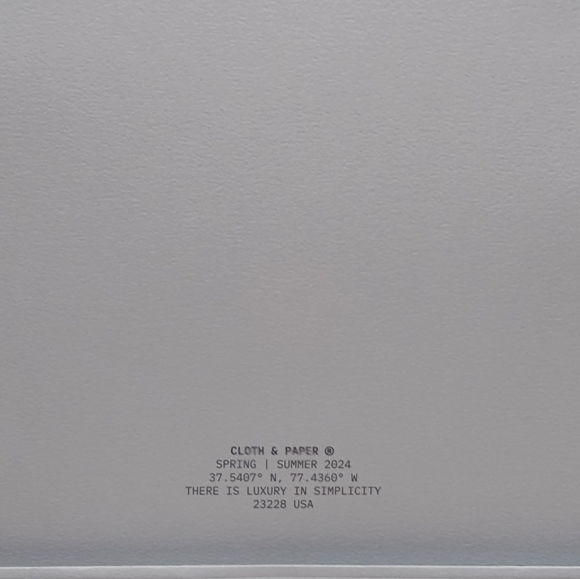 CLOTH & PAPER ®
SPRING | SUMMER 2024
37.5407° N, 77.4360° W
THERE IS LUXURY IN SIMPLICITY
23228 USA